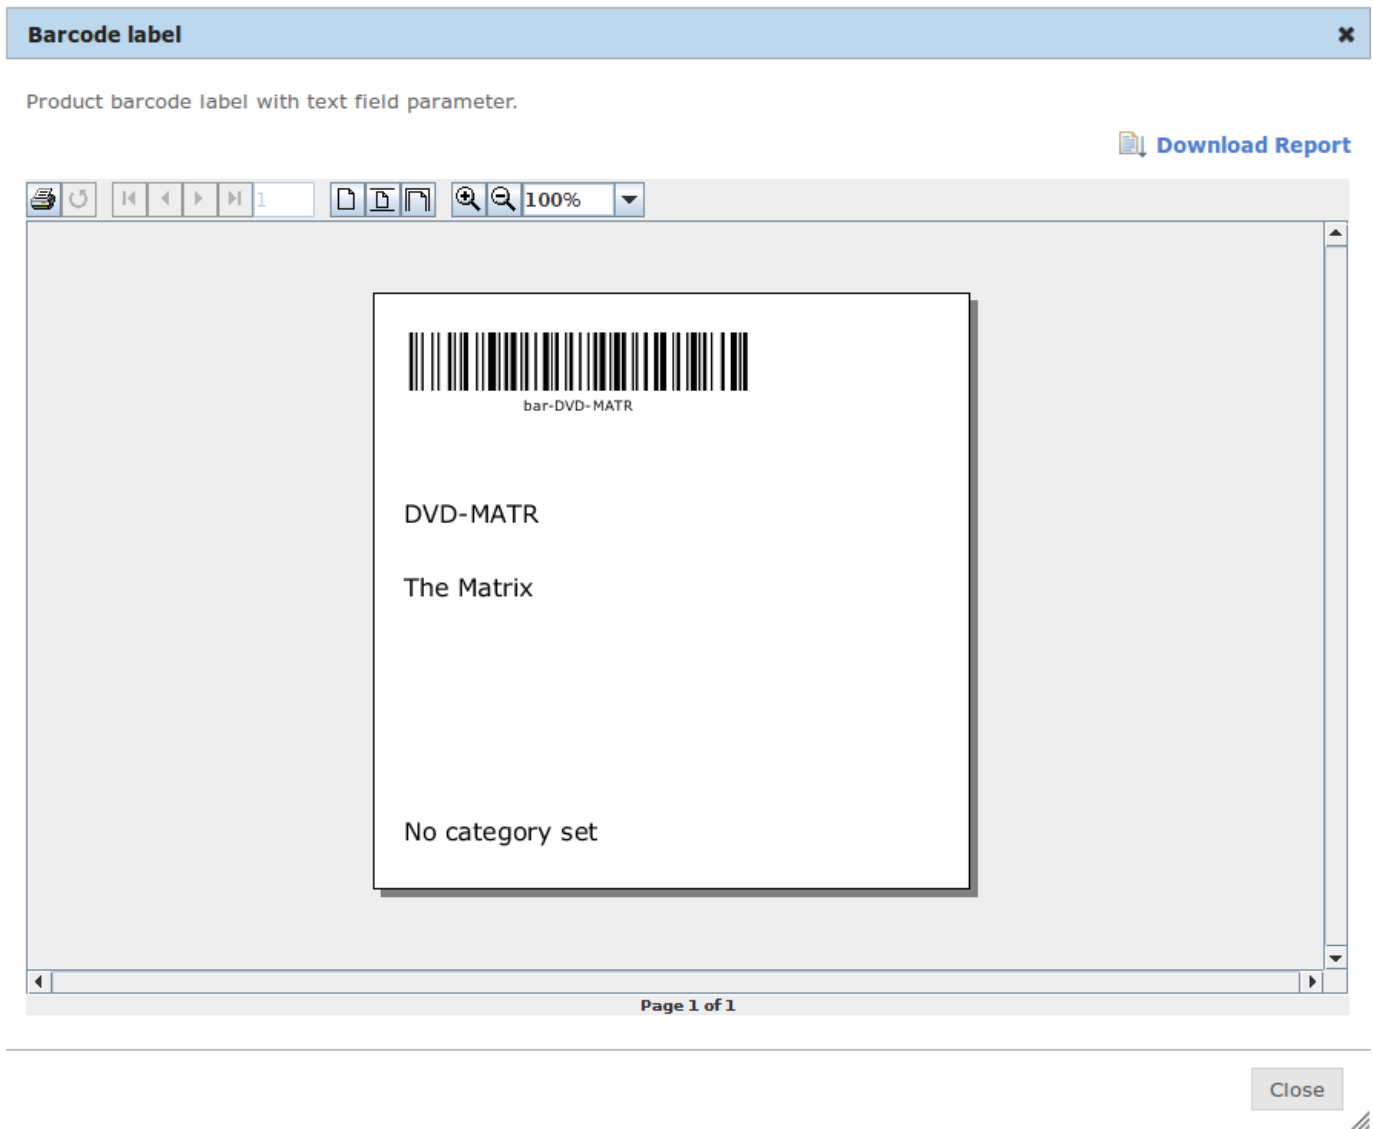 Barcode label
Product barcode label with text field parameter.
Download Report
1
100%
bar-DVD-MATR
DVD-MATR
The Matrix
No category set
Page 1 of 1
Close